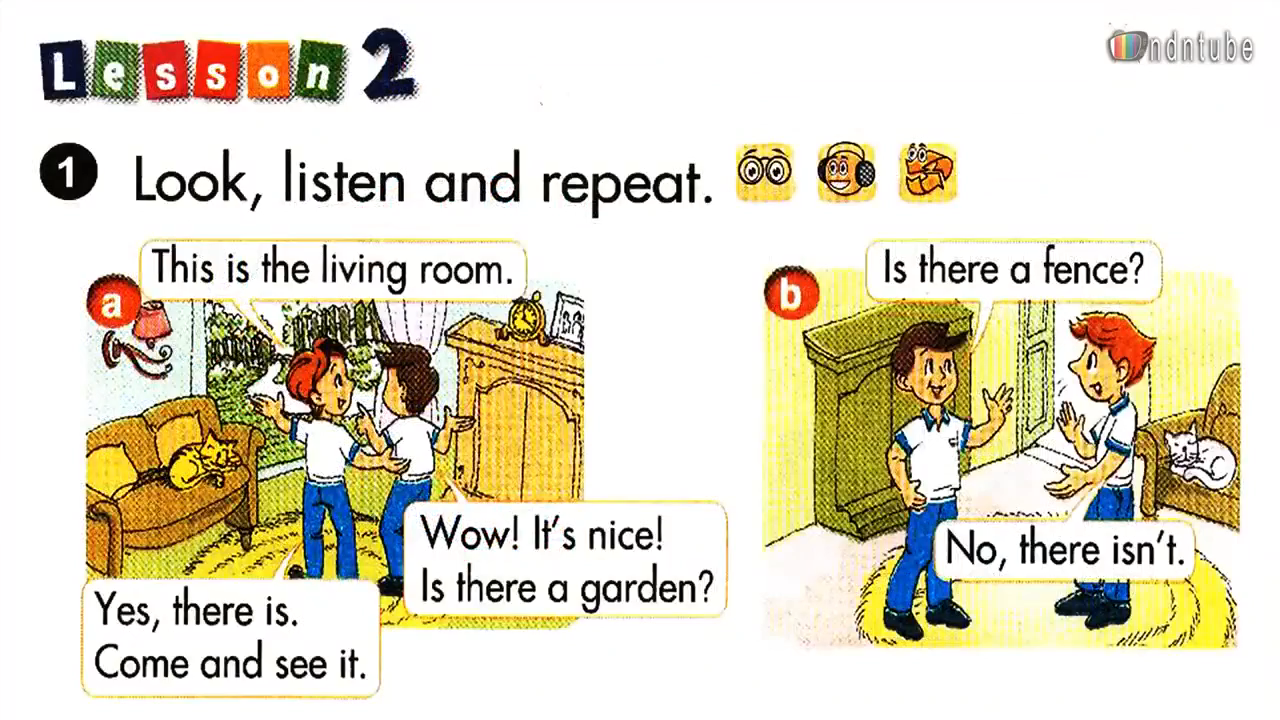 Lesson 2
ndntube
1 Look, listen and repeat.
a
This is the living room.
Wow! It's nice!
Is there a garden?
Yes, there is.
Come and see it.
b
Is there a fence?
No, there isn't.